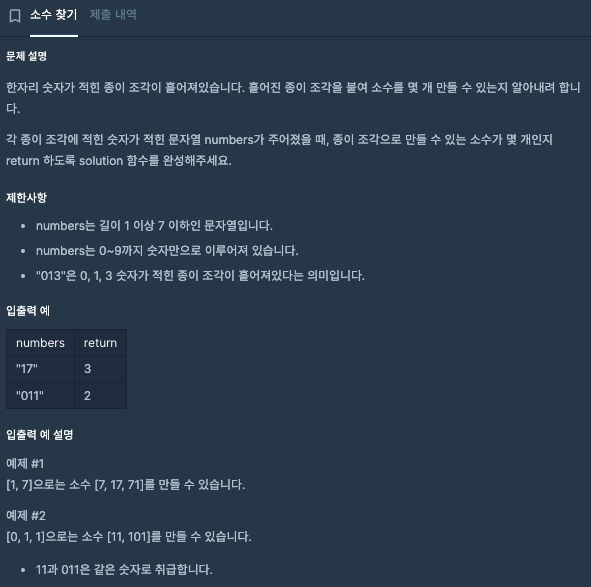 소수 찾기 제출 내역
문제 설명
한자리 숫자가 적힌 종이 조각이 흩어져있습니다. 흩어진 종이 조각을 붙여 소수를 몇 개 만들 수 있는지 알아내려 합니
다.
각 종이 조각에 적힌 숫자가 적힌 문자열 numbers가 주어졌을 때, 종이 조각으로 만들 수 있는 소수가 몇 개인지
return 하도록 solution 함수를 완성해주세요.
제한사항
• numbers는 길이 1 이상 7 이하인 문자열입니다.
• numbers는 0~9까지 숫자만으로 이루어져 있습니다.
• "013"은 0, 1, 3 숫자가 적힌 종이 조각이 흩어져있다는 의미입니다.
입출력 예
numbers return
"17" 3
"011" 2
입출력 예 설명
예제 #1
[1, 7]으로는 소수 [7, 17, 71]를 만들 수 있습니다.
예제 #2
[0, 1, 1]으로는 소수 [11, 101]를 만들 수 있습니다.
• 11과 011은 같은 숫자로 취급합니다.